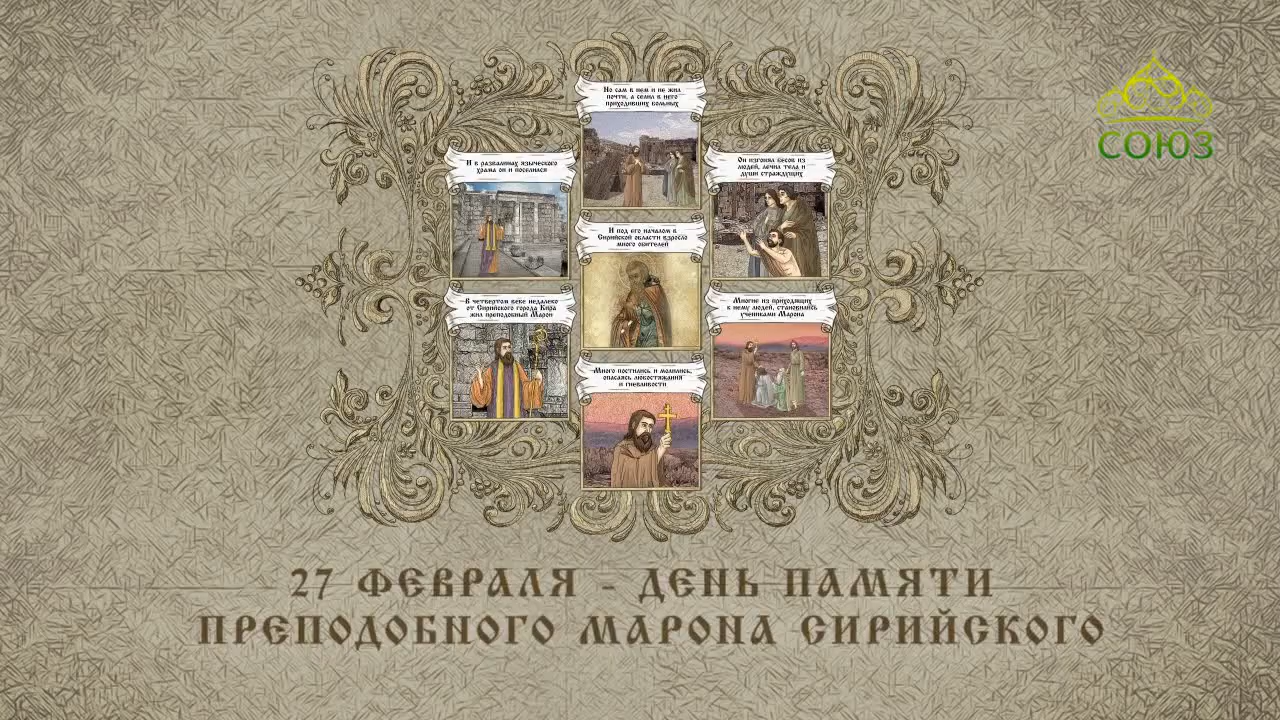 СОЮЗ
Но сам в нем и не жил
почти, а селил в него
приходивших больных
И в развалинах языческого
храма он и поселился
Он изгонял бесов из
людей, лечил тела и
души страждущих
И под его началом в
Сирийской области взросло
много обителей
В четвертом веке недалеко
от Сирийского города Кира
жил преподобный Марон
Многие из приходящих
к нему людей, становились
учениками Марона
Много постились и молились,
опасаясь любостяжания
и гневливости
27 ФЕВРАЛЯ - ДЕНЬ ПАМЯТИ
ПРЕПОДОБНОГО МАРОНА СИРИЙСКОГО